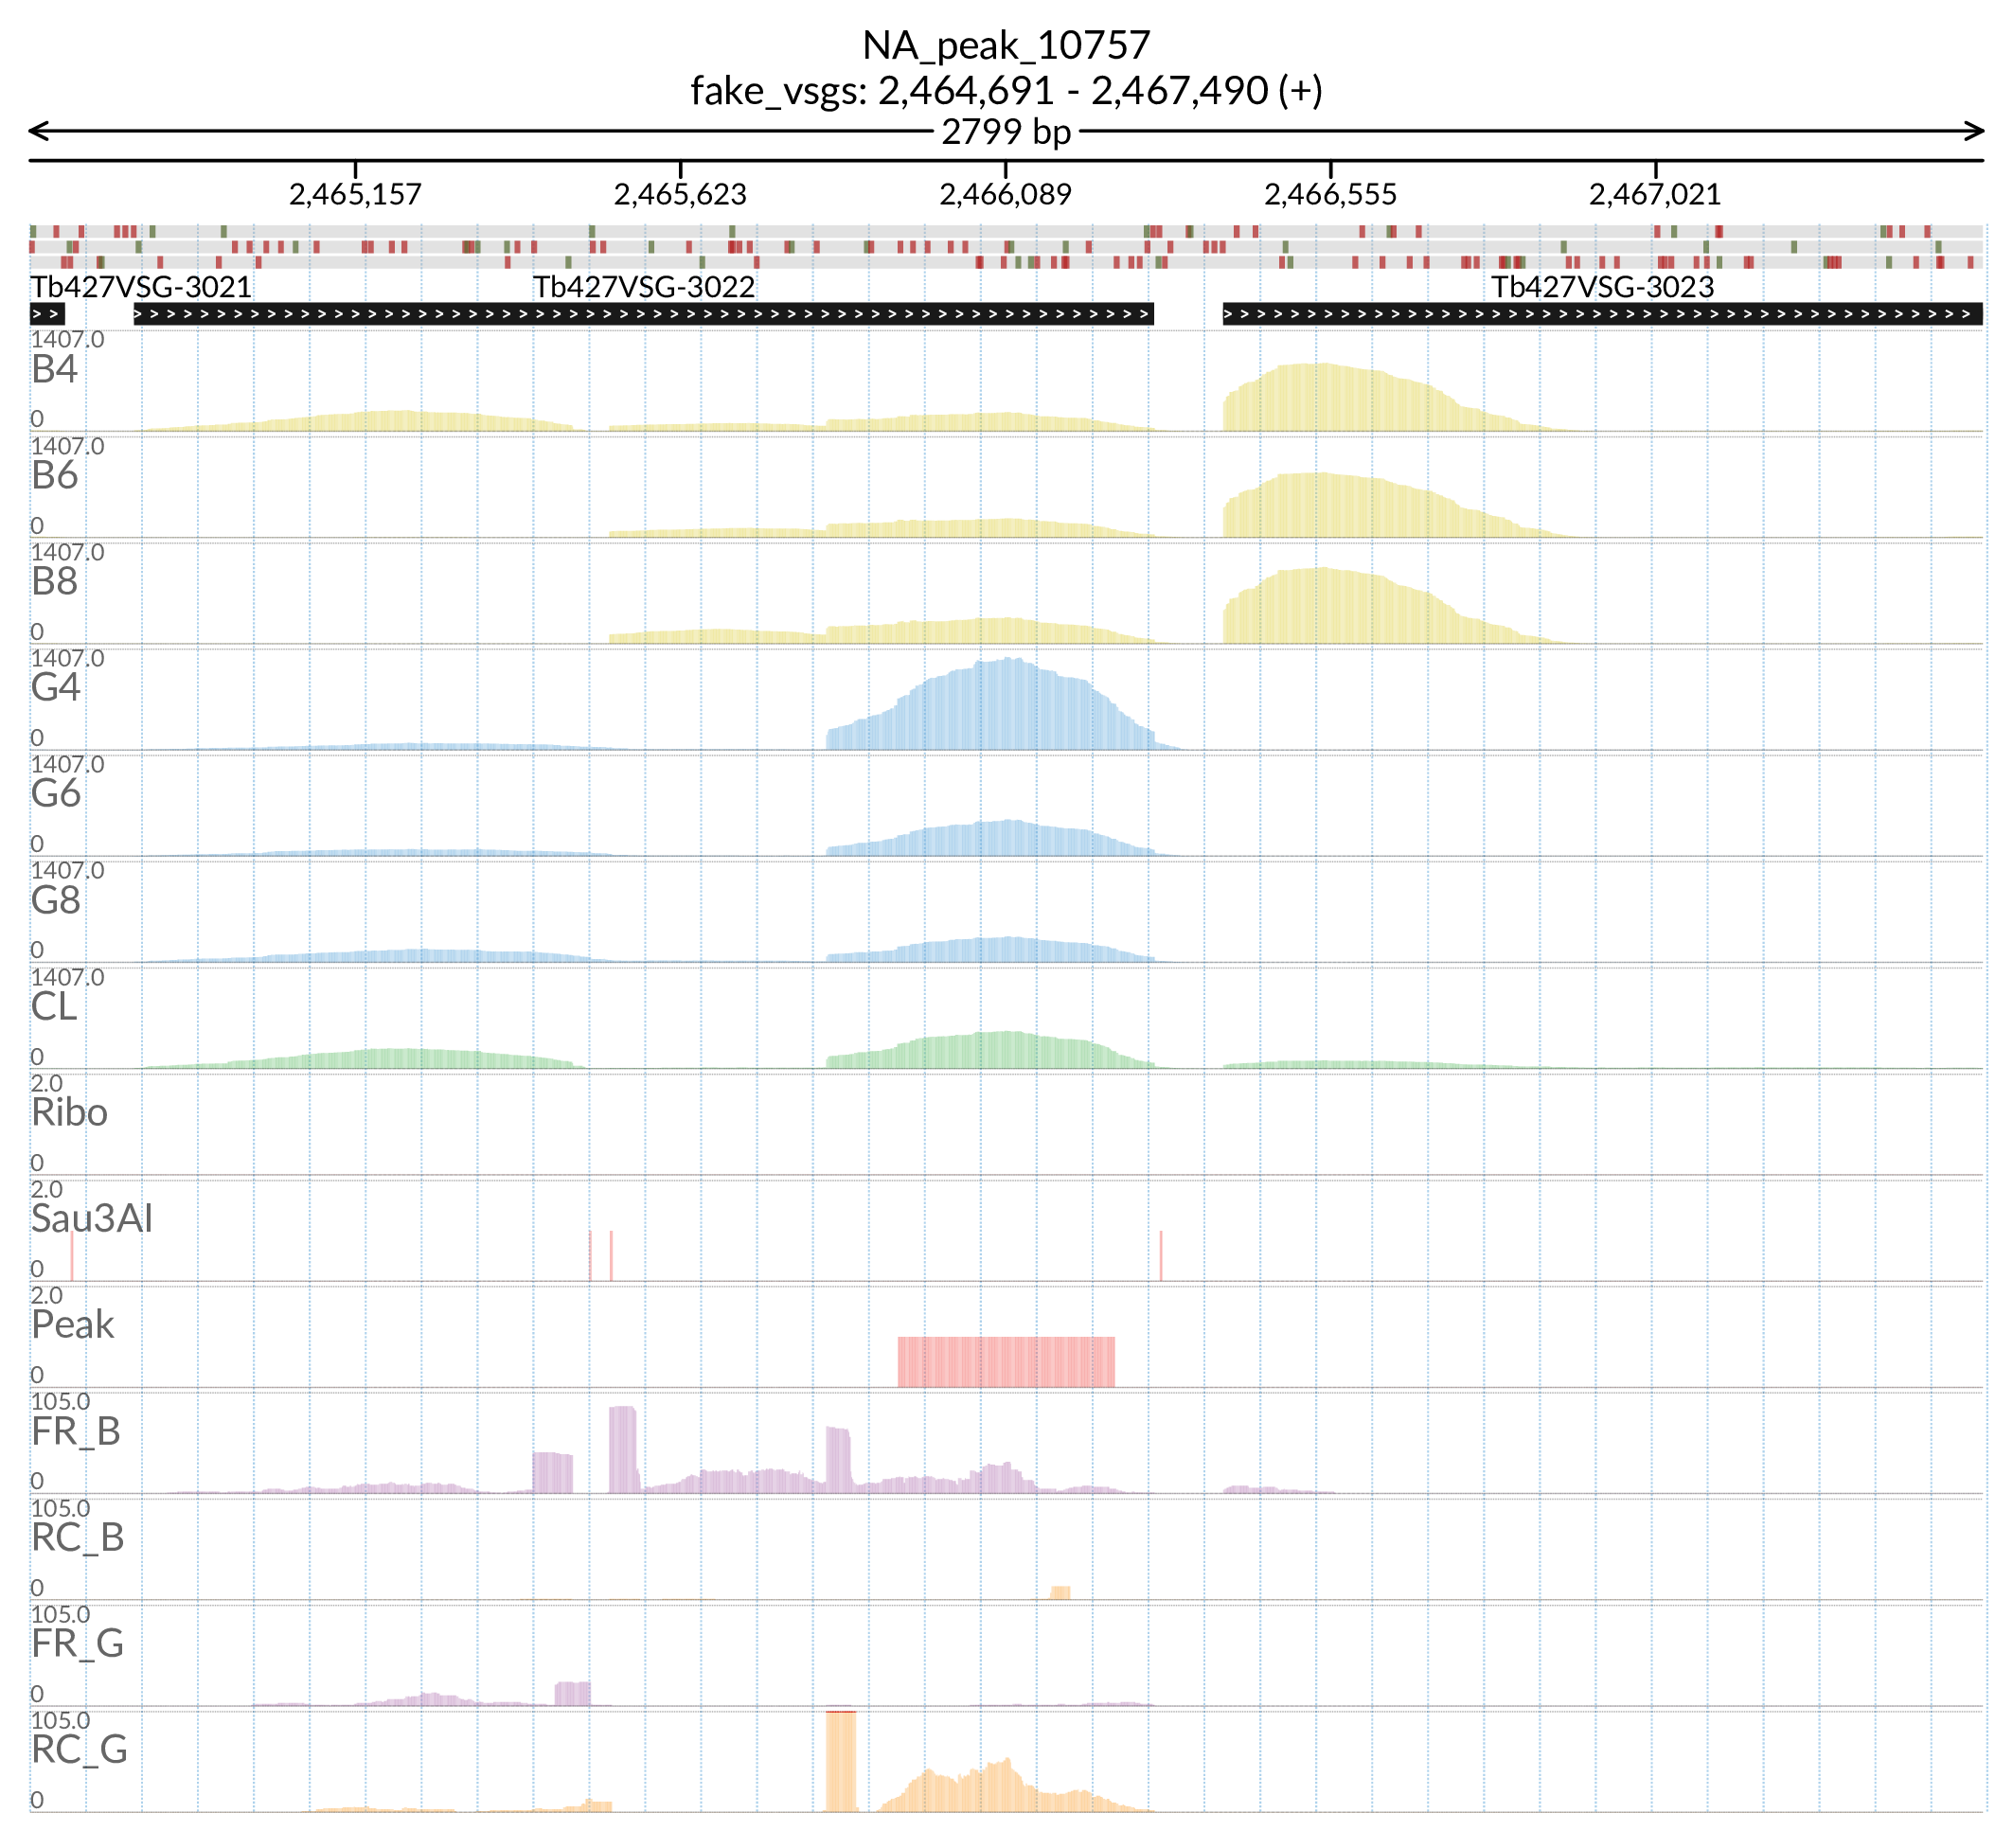 NA_peak_10757
fake_vsgs: 2,464,691 - 2,467,490 (+)
2799 bp
2,465,157 2,465,623 2,466,089 2,466,555 2,467,021
Tb427VSG-3021 Tb427VSG-3022 Tb427VSG-3023
1407.0
B4
0
1407.0
B6
0
1407.0
B8
0
1407.0
G4
0
1407.0
G6
0
1407.0
G8
0
1407.0
CL
0
2.0
Ribo
0
2.0
Sau3AI
0
2.0
Peak
0
105.0
FR_B
0
105.0
RC_B
0
105.0
FR_G
0
105.0
RC_G
0